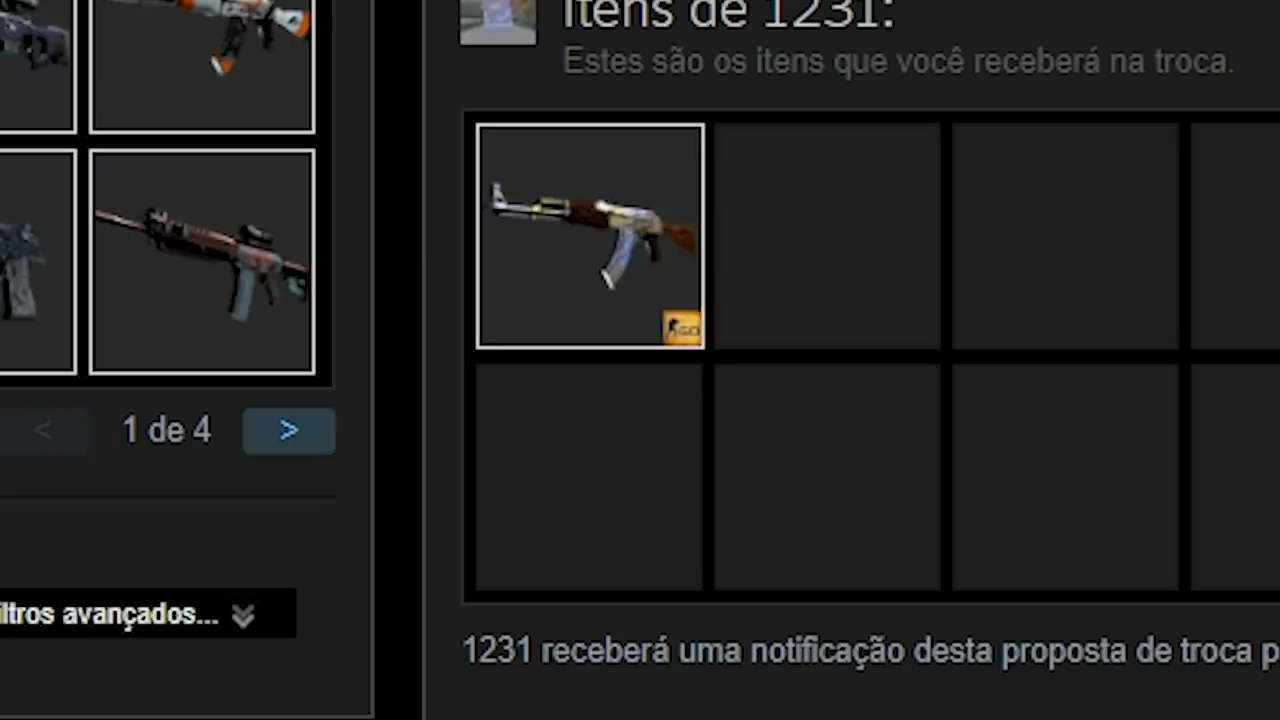 Itens de 1231:
Estes são os itens que você receberá na troca.
GO
< 1 de 4 >
avançados...
1231 receberá uma notificação desta proposta de troca